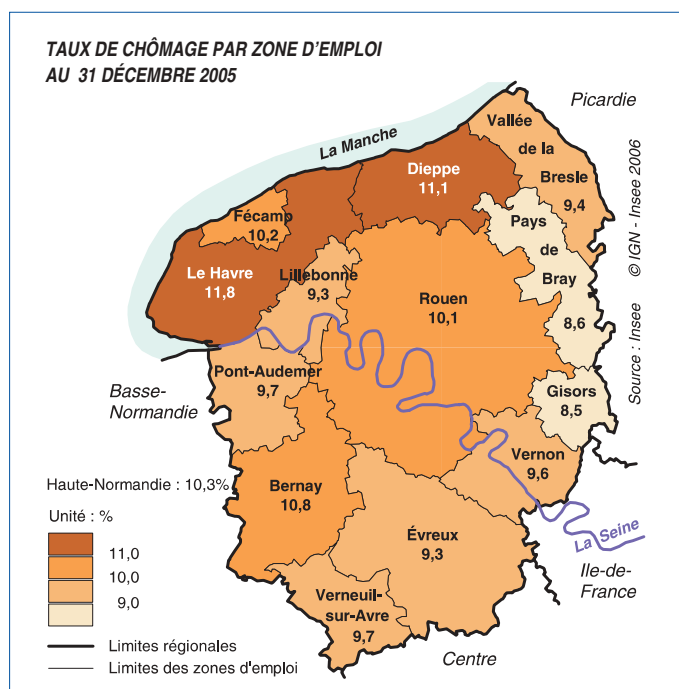 TAUX DE CHÔMAGE PAR ZONE D'EMPLOI
AU 31 DÉCEMBRE 2005
Picardie
La Manche
Vallée
de la
Bresle
9,4
Dieppe
11,1
Fécamp
10,2
Pays
de
Bray
8,6
Le Havre
11,8
Lillebonne
9,3
Rouen
10,1
© IGN - Insee 2006
Source : Insee
Basse-
Normandie
Pont-Audemer
9,7
Gisors
8,5
Vernon
9,6
Bernay
10,8
Évreux
9,3
La Seine
Ile-de-
France
Verneuil-
sur-Avre
9,7
Centre
Haute-Normandie : 10,3%
Unité : %
11,0
10,0
9,0
Limites régionales
Limites des zones d'emploi